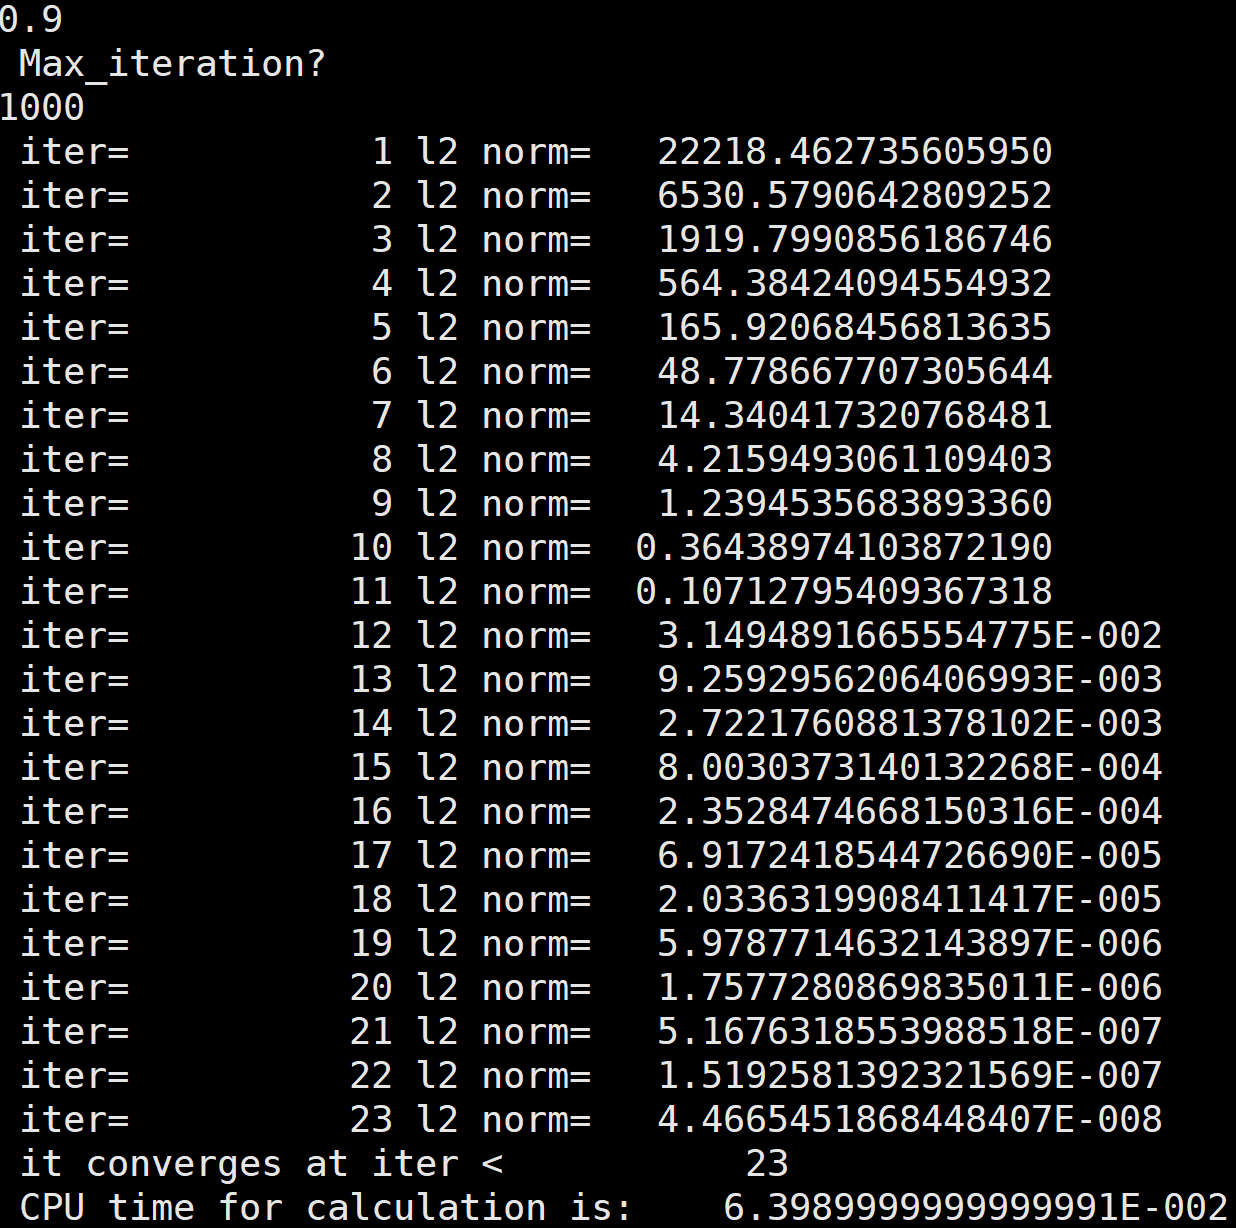 0.9
Max_iteration?
1000
iter= 1 l2 norm= 22218.462735605950
iter= 2 l2 norm= 6530.5790642809252
iter= 3 l2 norm= 1919.7990856186746
iter= 4 l2 norm= 564.38424094554932
iter= 5 l2 norm= 165.92068456813635
iter= 6 l2 norm= 48.778667707305644
iter= 7 l2 norm= 14.340417320768481
iter= 8 l2 norm= 4.2159493061109403
iter= 9 l2 norm= 1.2394535683893360
iter= 10 l2 norm= 0.36438974103872190
iter= 11 l2 norm= 0.10712795409367318
iter= 12 l2 norm= 3.1494891665554775E-002
iter= 13 l2 norm= 9.2592956206406993E-003
iter= 14 l2 norm= 2.7221760881378102E-003
iter= 15 l2 norm= 8.0030373140132268E-004
iter= 16 l2 norm= 2.3528474668150316E-004
iter= 17 l2 norm= 6.9172418544726690E-005
iter= 18 l2 norm= 2.0336319908411417E-005
iter= 19 l2 norm= 5.9787714632143897E-006
iter= 20 l2 norm= 1.7577280869835011E-006
iter= 21 l2 norm= 5.1676318553988518E-007
iter= 22 l2 norm= 1.5192581392321569E-007
iter= 23 l2 norm= 4.4665451868448407E-008
it converges at iter < 23
CPU time for calculation is: 6.3989999999999991E-002